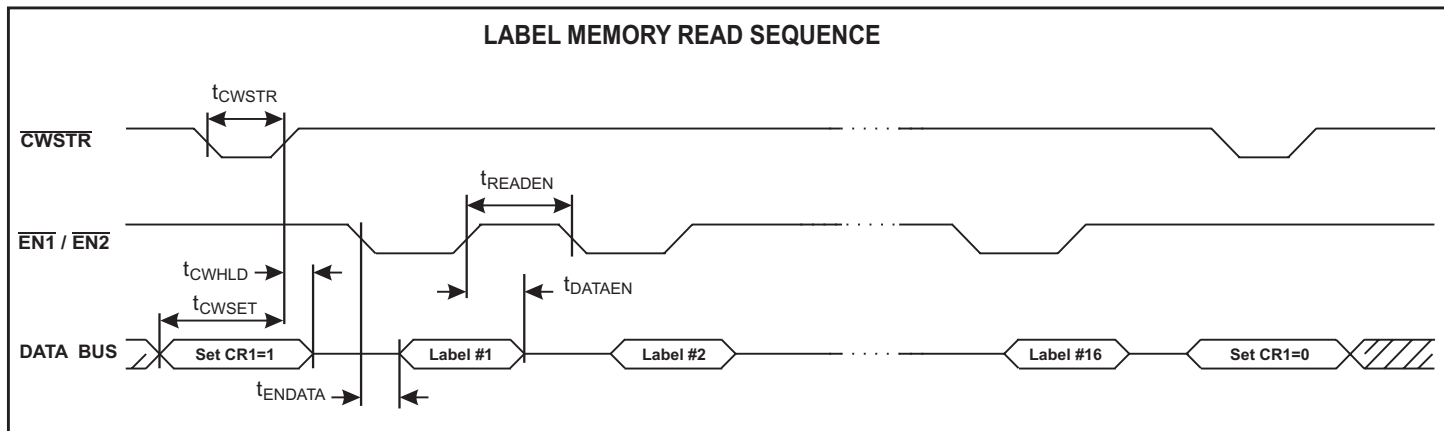 LABEL MEMORY READ SEQUENCE
tCWSTR
CWSTR
tREADEN
EN1 / EN2
tCWHLD
tDATAEN
tCWSET
DATA BUS
Set CR1=1
Label #1
Label #2
Label #16
Set CR1=0
tENDATA